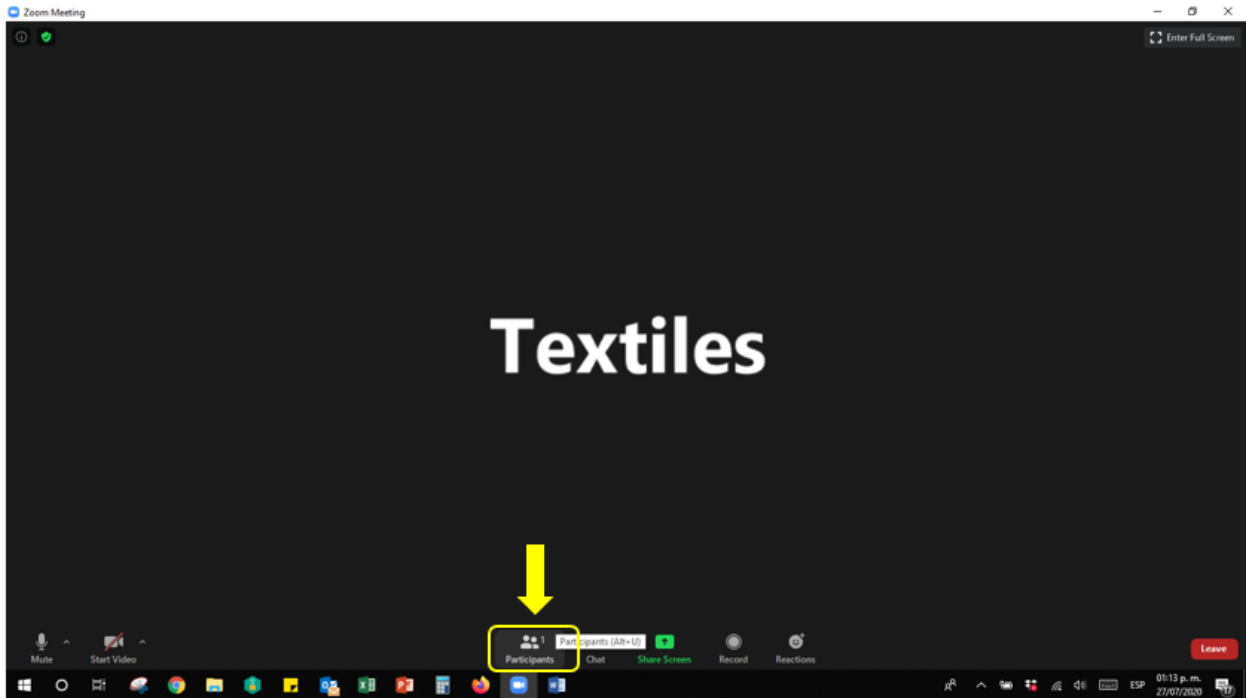 Zoom Meeting
Enter Full Screen
Textiles
1
Participants (Alt+U)
Mute
Start Video
Participants
Chat
Share Screen
Record
Reactions
Leave
ESP
01:13 p. m.
27/07/2020
17